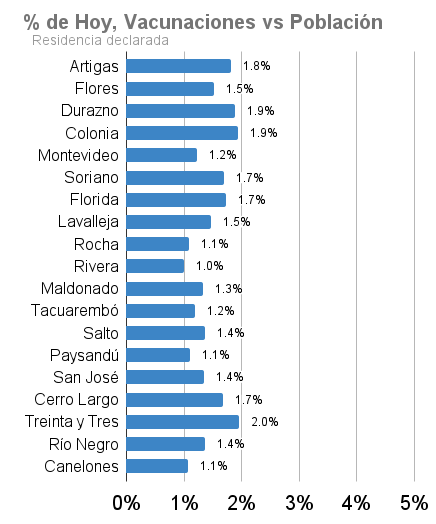 % de Hoy, Vacunaciones vs Población
Residencia declarada
Artigas 1.8%
Flores 1.5%
Durazno 1.9%
Colonia 1.9%
Montevideo 1.2%
Soriano 1.7%
Florida 1.7%
Lavalleja 1.5%
Rocha 1.1%
Rivera 1.0%
Maldonado 1.3%
Tacuarembó 1.2%
Salto 1.4%
Paysandú 1.1%
San José 1.4%
Cerro Largo 1.7%
Treinta y Tres 2.0%
Río Negro 1.4%
Canelones 1.1%
0% 1% 2% 3% 4% 5%